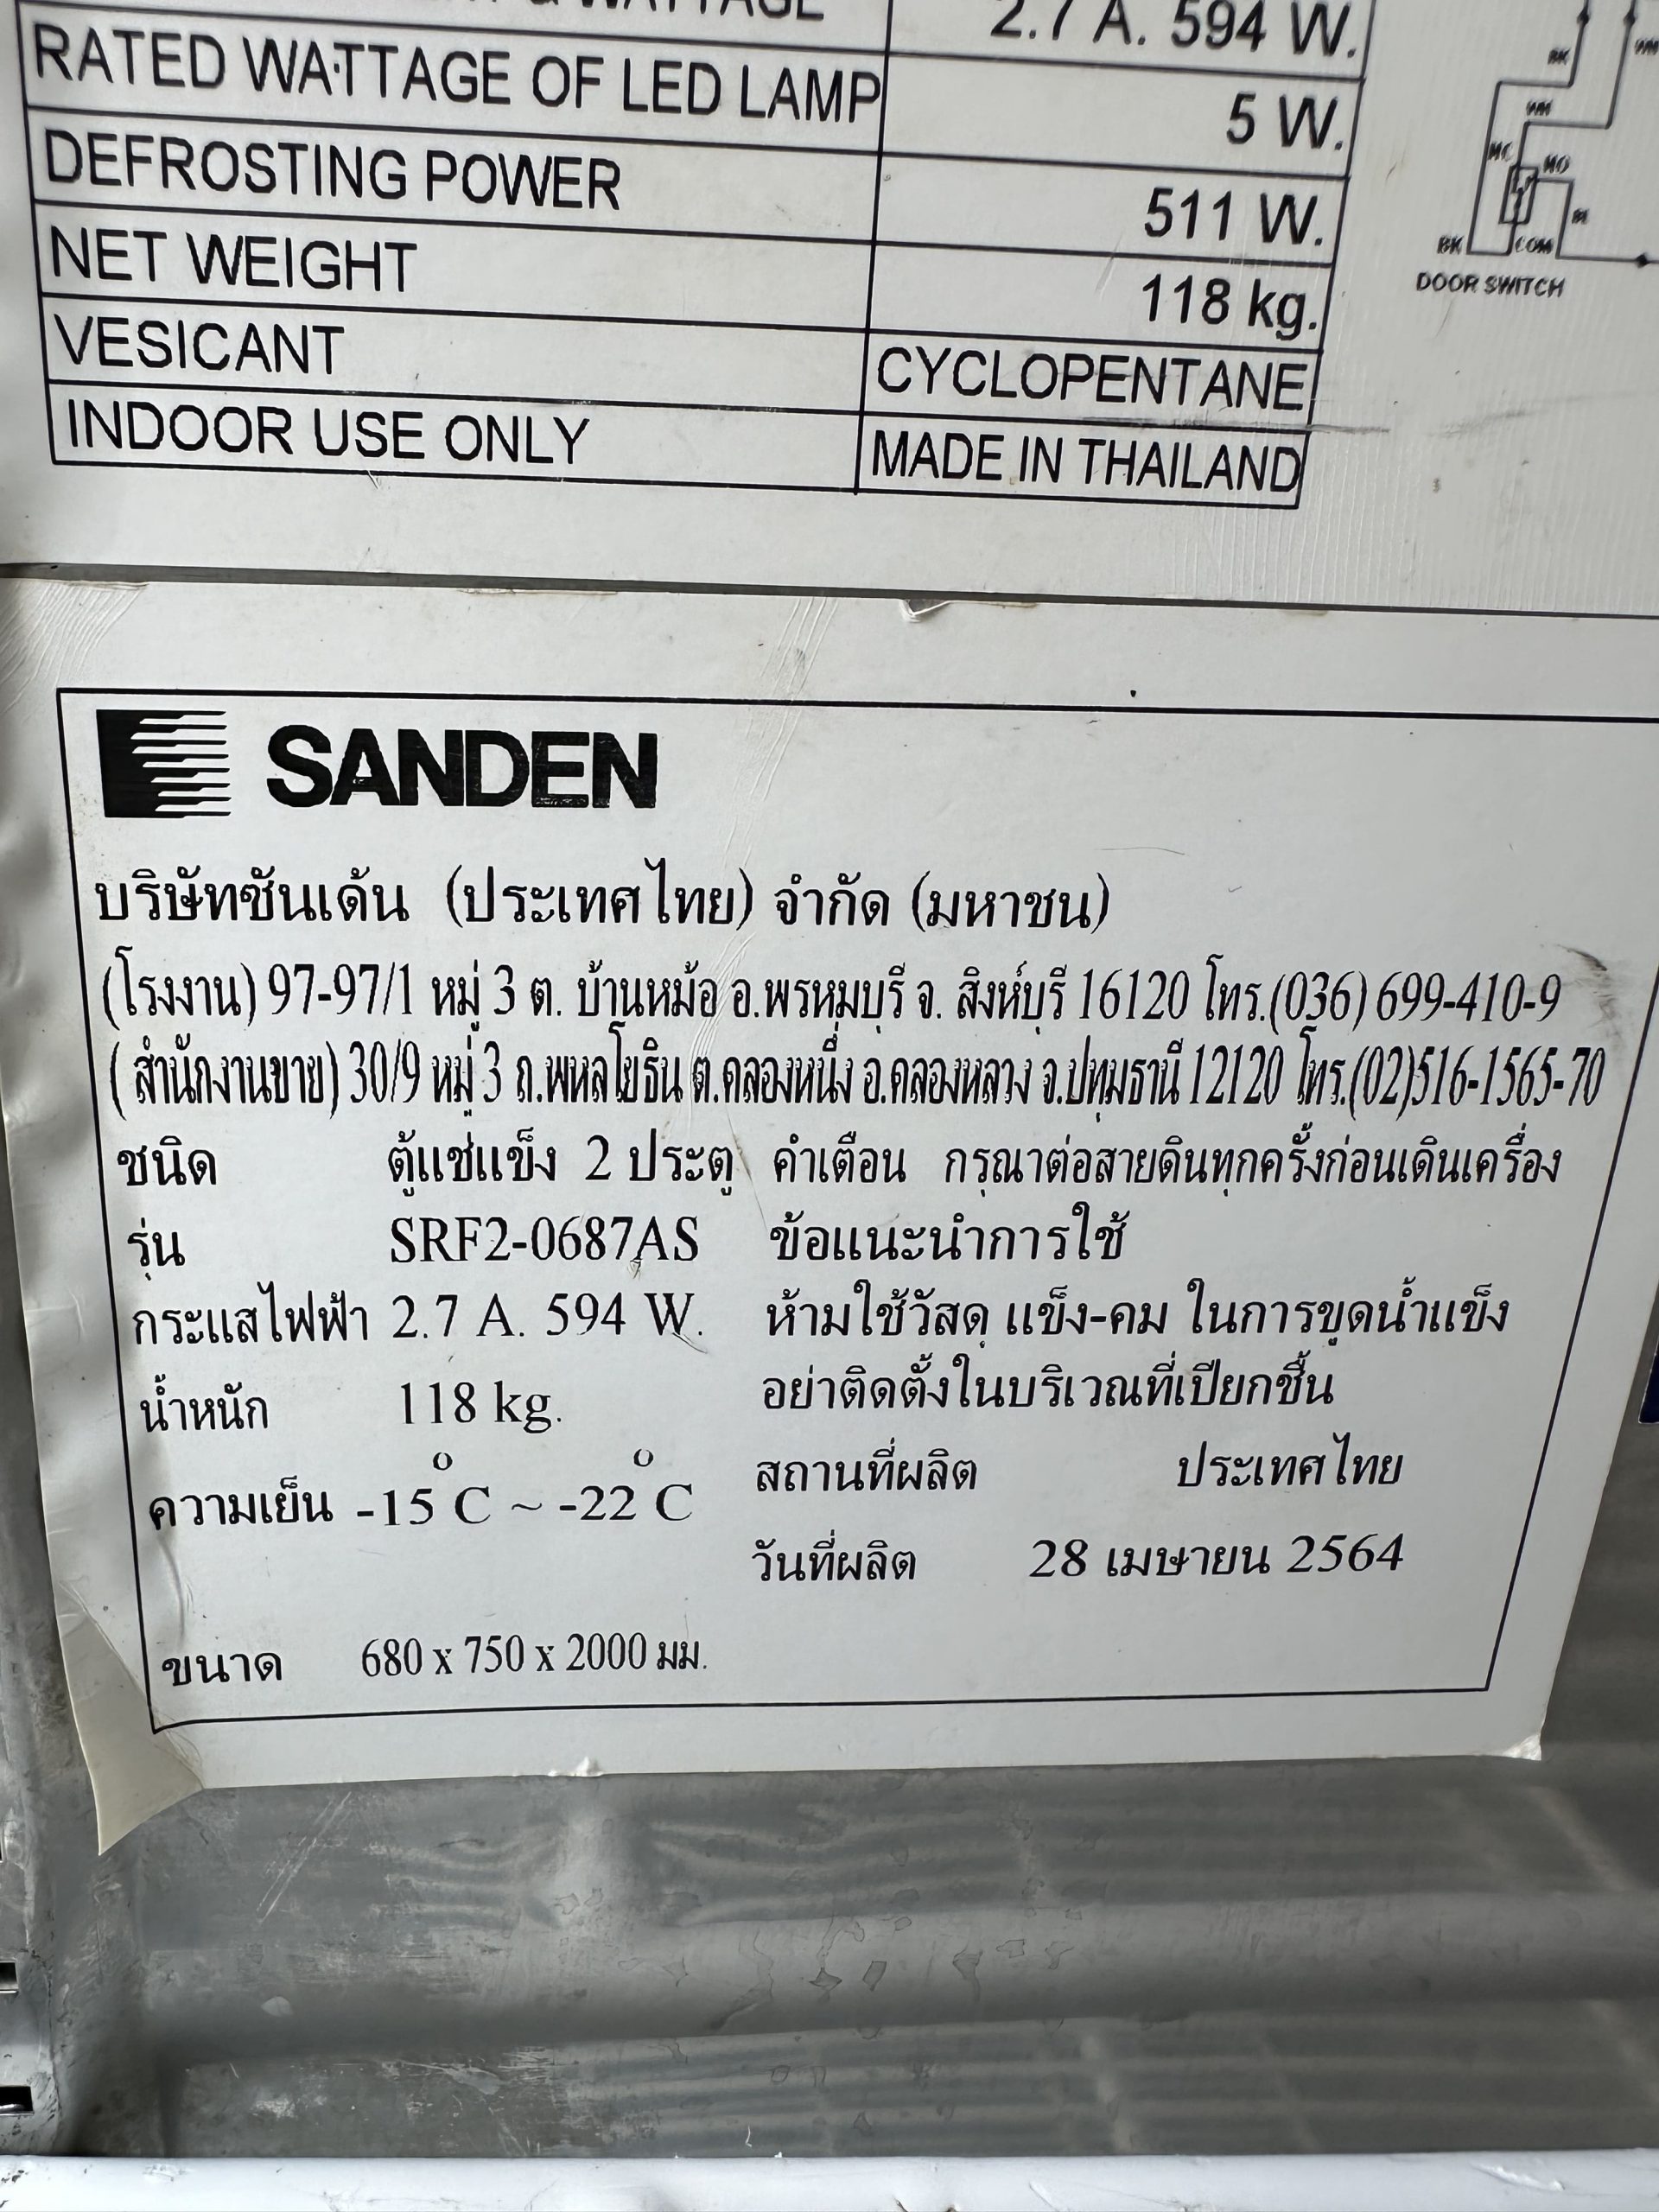 2.7 A. 594 W.
RATED WATTAGE OF LED LAMP 5 W.
DEFROSTING POWER 511 W.
NET WEIGHT 118 kg.
VESICANT CYCLOPENTANE
INDOOR USE ONLY MADE IN THAILAND
BK
WH
NC NO
BK COM
DOOR SWITCH
SANDEN
บริษัทซันเด้น (ประเทศไทย) จำกัด (มหาชน)
(โรงงาน) 97-97/1 หมู่ 3 ต. บ้านหม้อ อ.พรหมบุรี จ. สิงห์บุรี 16120 โทร.(036) 699-410-9
( สำนักงานขาย) 30/9 หมู่ 3 ถ.พหลโยธิน ต.คลองหนึ่ง อ.คลองหลวง จ.ปทุมธานี 12120 โทร.(02)516-1565-70
ชนิด ตู้แช่แข็ง 2 ประตู คำเตือน กรุณาต่อสายดินทุกครั้งก่อนเดินเครื่อง
รุ่น SRF2-0687AS ข้อแนะนำการใช้
กระแสไฟฟ้า 2.7 A. 594 W. ห้ามใช้วัสดุ แข็ง-คม ในการขูดน้ำแข็ง
น้ำหนัก 118 kg. อย่าติดตั้งในบริเวณที่เปียกชื้น
ความเย็น -15°C ~ -22°C สถานที่ผลิต ประเทศไทย
วันที่ผลิต 28 เมษายน 2564
ขนาด 680 x 750 x 2000 มม.